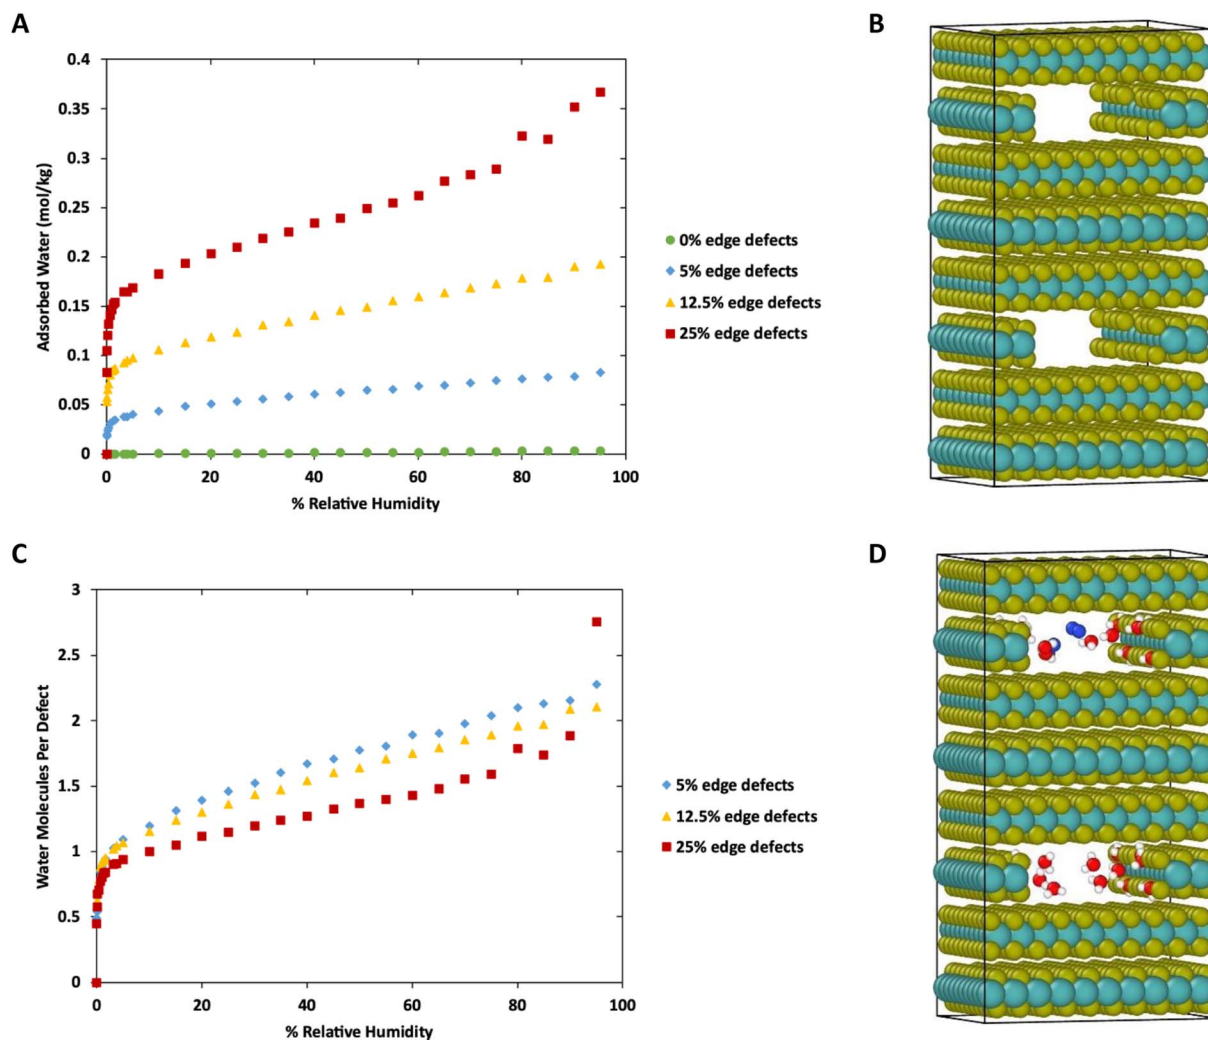 A
B
0.4
0.35
0.3
0.25
0.2
0.15
0.1
0.05
0
Adsorbed Water (mol/kg)
0
20
40
60
80
100
% Relative Humidity
0% edge defects
5% edge defects
12.5% edge defects
25% edge defects
C
D
3
2.5
2
1.5
1
0.5
0
Water Molecules Per Defect
0
20
40
60
80
100
% Relative Humidity
5% edge defects
12.5% edge defects
25% edge defects